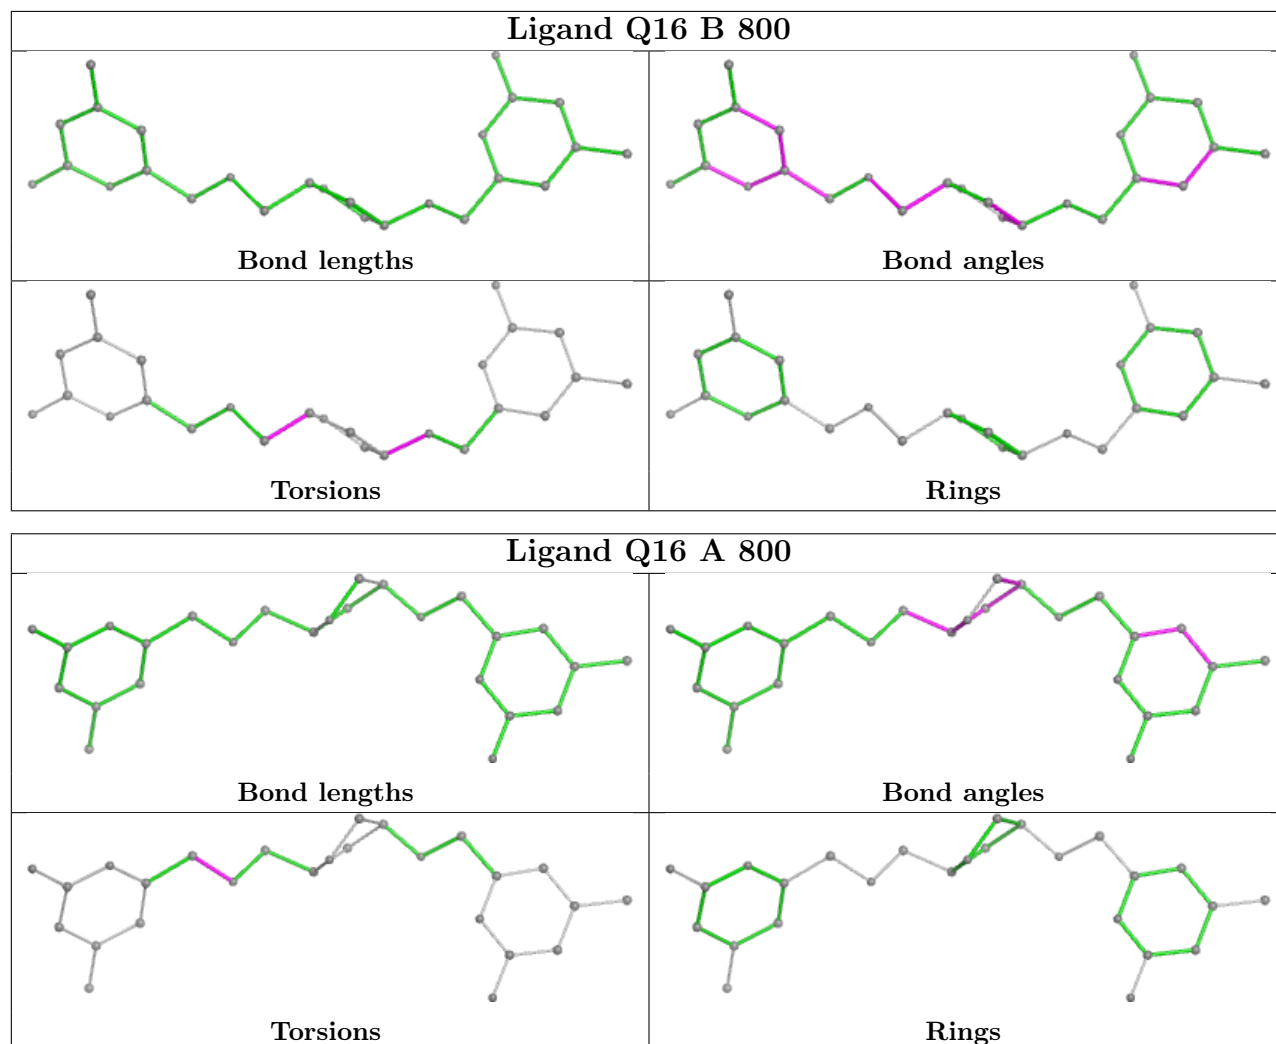 Ligand Q16 B 800
Bond lengths
Bond angles
Torsions
Rings
Ligand Q16 A 800
Bond lengths
Bond angles
Torsions
Rings